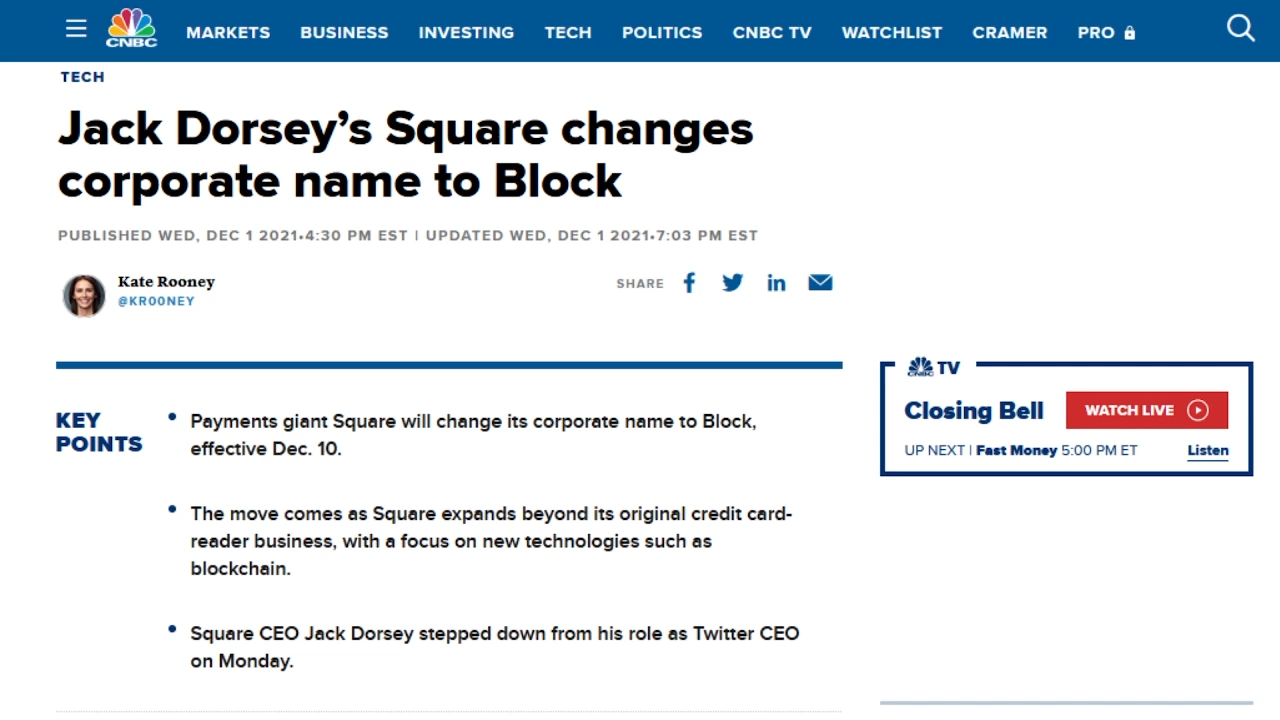 CNBC MARKETS BUSINESS INVESTING TECH POLITICS CNBC TV WATCHLIST CRAMER PRO
TECH
Jack Dorsey’s Square changes
corporate name to Block
PUBLISHED WED, DEC 1 2021•4:30 PM EST | UPDATED WED, DEC 1 2021•7:03 PM EST
Kate Rooney
@KROONEY
SHARE
KEY
POINTS
• Payments giant Square will change its corporate name to Block,
effective Dec. 10.
• The move comes as Square expands beyond its original credit card-
reader business, with a focus on new technologies such as
blockchain.
• Square CEO Jack Dorsey stepped down from his role as Twitter CEO
on Monday.
CNBC TV
Closing Bell WATCH LIVE
UP NEXT | Fast Money 5:00 PM ET Listen